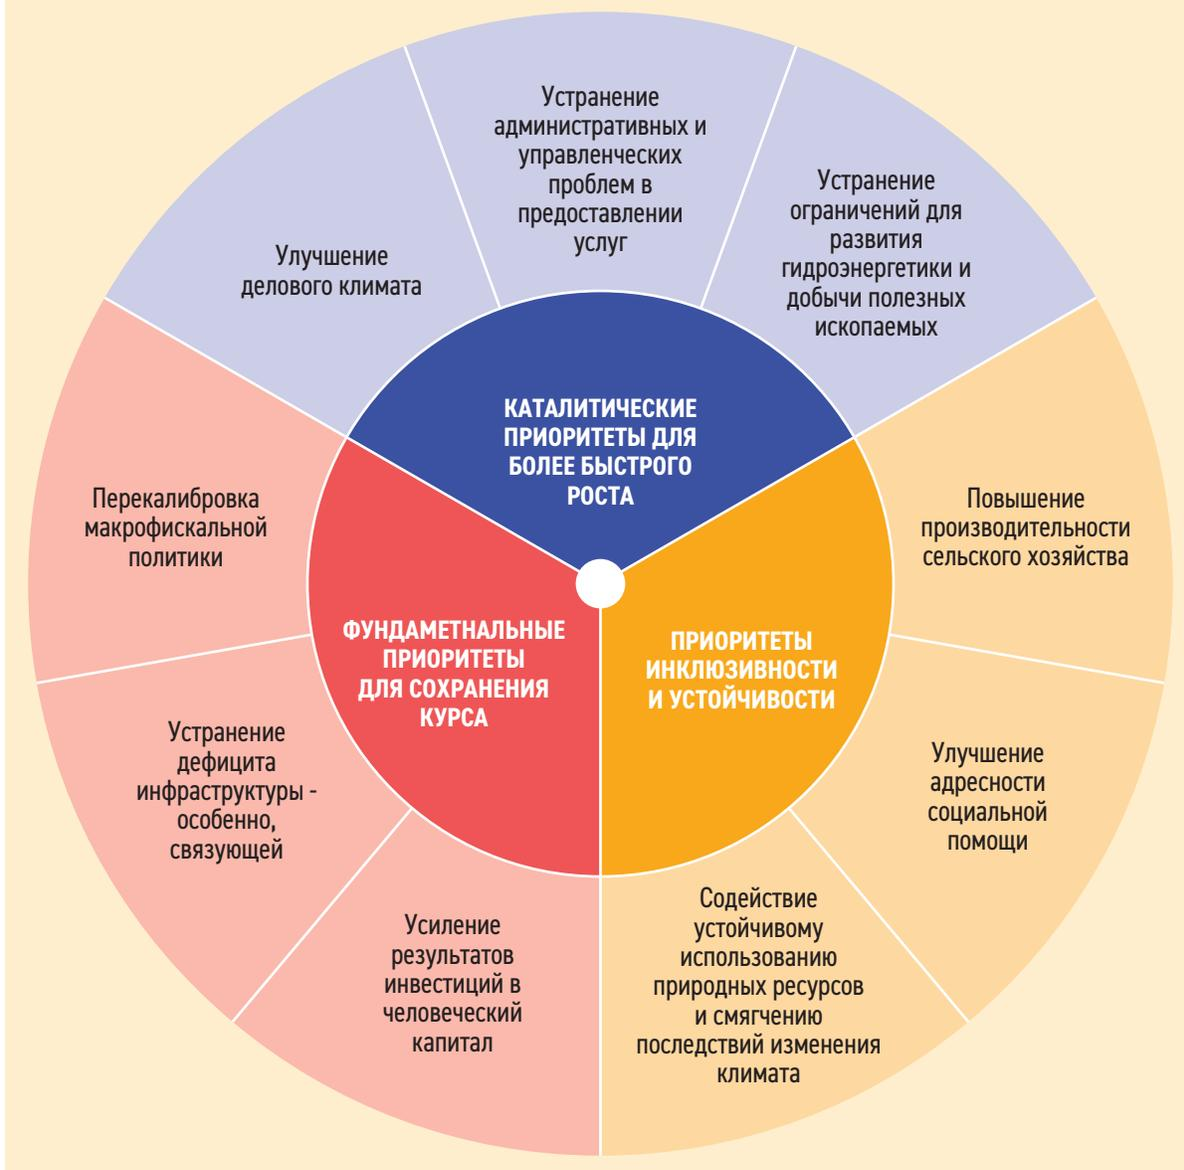 Устранение
административных и
управленческих
проблем в
предоставлении
услуг
Устранение
ограничений для
развития
гидроэнергетики и
добычи полезных
ископаемых
Улучшение
делового климата
КАТАЛИТИЧЕСКИЕ
ПРИОРИТЕТЫ ДЛЯ
БОЛЕЕ БЫСТРОГО
РОСТА
Перекалибровка
макрофискальной
политики
Повышение
производительности
сельского хозяйства
ФУНДАМЕТНАЛЬНЫЕ
ПРИОРИТЕТЫ
ДЛЯ СОХРАНЕНИЯ
КУРСА
ПРИОРИТЕТЫ
ИНКЛЮЗИВНОСТИ
И УСТОЙЧИВОСТИ
Устранение
дефицита
инфраструктуры -
особенно,
связующей
Улучшение
адресности
социальной
помощи
Усиление
результатов
инвестиций в
человеческий
капитал
Содействие
устойчивому
использованию
природных ресурсов
и смягчению
последствий изменения
климата